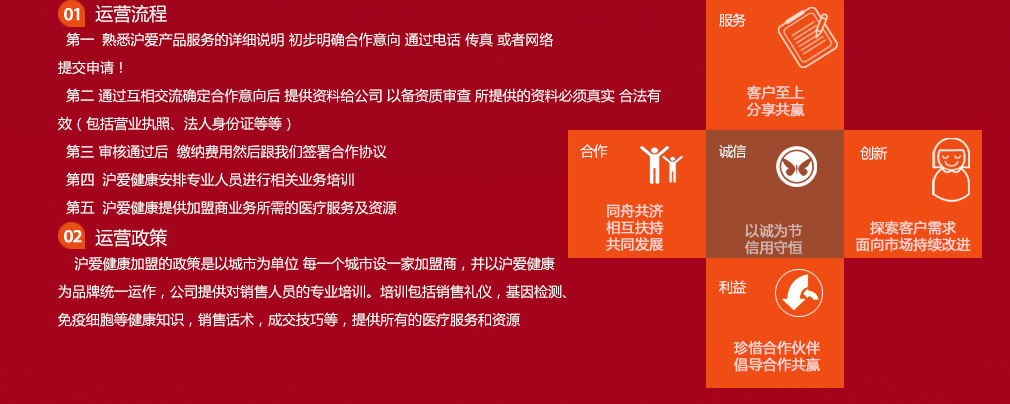 01 运营流程
第一 熟悉沪爱产品服务的详细说明 初步明确合作意向 通过电话 传真 或者网络
提交申请！
第二 通过互相交流确定合作意向后 提供资料给公司 以备资质审查 所提供的资料必须真实 合法有
效（包括营业执照、法人身份证等等）
第三 审核通过后 缴纳费用然后跟我们签署合作协议
第四 沪爱健康安排专业人员进行相关业务培训
第五 沪爱健康提供加盟商业务所需的医疗服务及资源
02 运营政策
沪爱健康加盟的政策是以城市为单位 每一个城市设一家加盟商，并以沪爱健康
为品牌统一运作，公司提供对销售人员的专业培训。培训包括销售礼仪，基因检测、
免疫细胞等健康知识，销售话术，成交技巧等，提供所有的医疗服务和资源
服务
客户至上
分享共赢
合作
同舟共济
相互扶持
共同发展
诚信
以诚为节
信用守恒
创新
探索客户需求
面向市场持续改进
利益
珍惜合作伙伴
倡导合作共赢